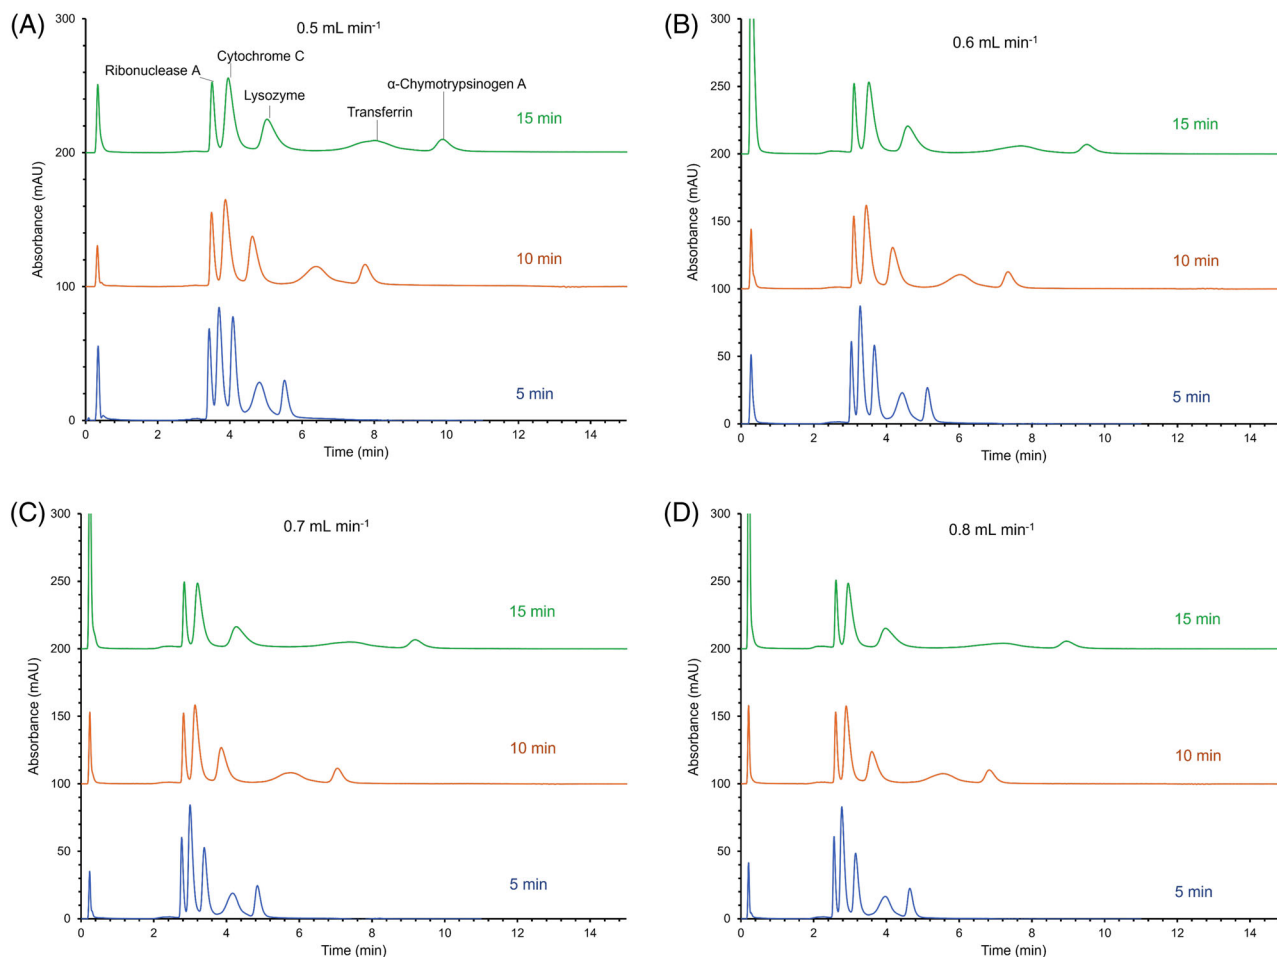 (A)
0.5 mL min⁻¹
300
250
200
150
100
50
0
Absorbance (mAU)
Ribonuclease A
Cytochrome C
Lysozyme
Transferrin
α-Chymotrypsinogen A
15 min
10 min
5 min
0 2 4 6 8 10 12 14
Time (min)
(B)
0.6 mL min⁻¹
300
250
200
150
100
50
0
Absorbance (mAU)
15 min
10 min
5 min
0 2 4 6 8 10 12 14
Time (min)
(C)
0.7 mL min⁻¹
300
250
200
150
100
50
0
Absorbance (mAU)
15 min
10 min
5 min
0 2 4 6 8 10 12 14
Time (min)
(D)
0.8 mL min⁻¹
300
250
200
150
100
50
0
Absorbance (mAU)
15 min
10 min
5 min
0 2 4 6 8 10 12 14
Time (min)